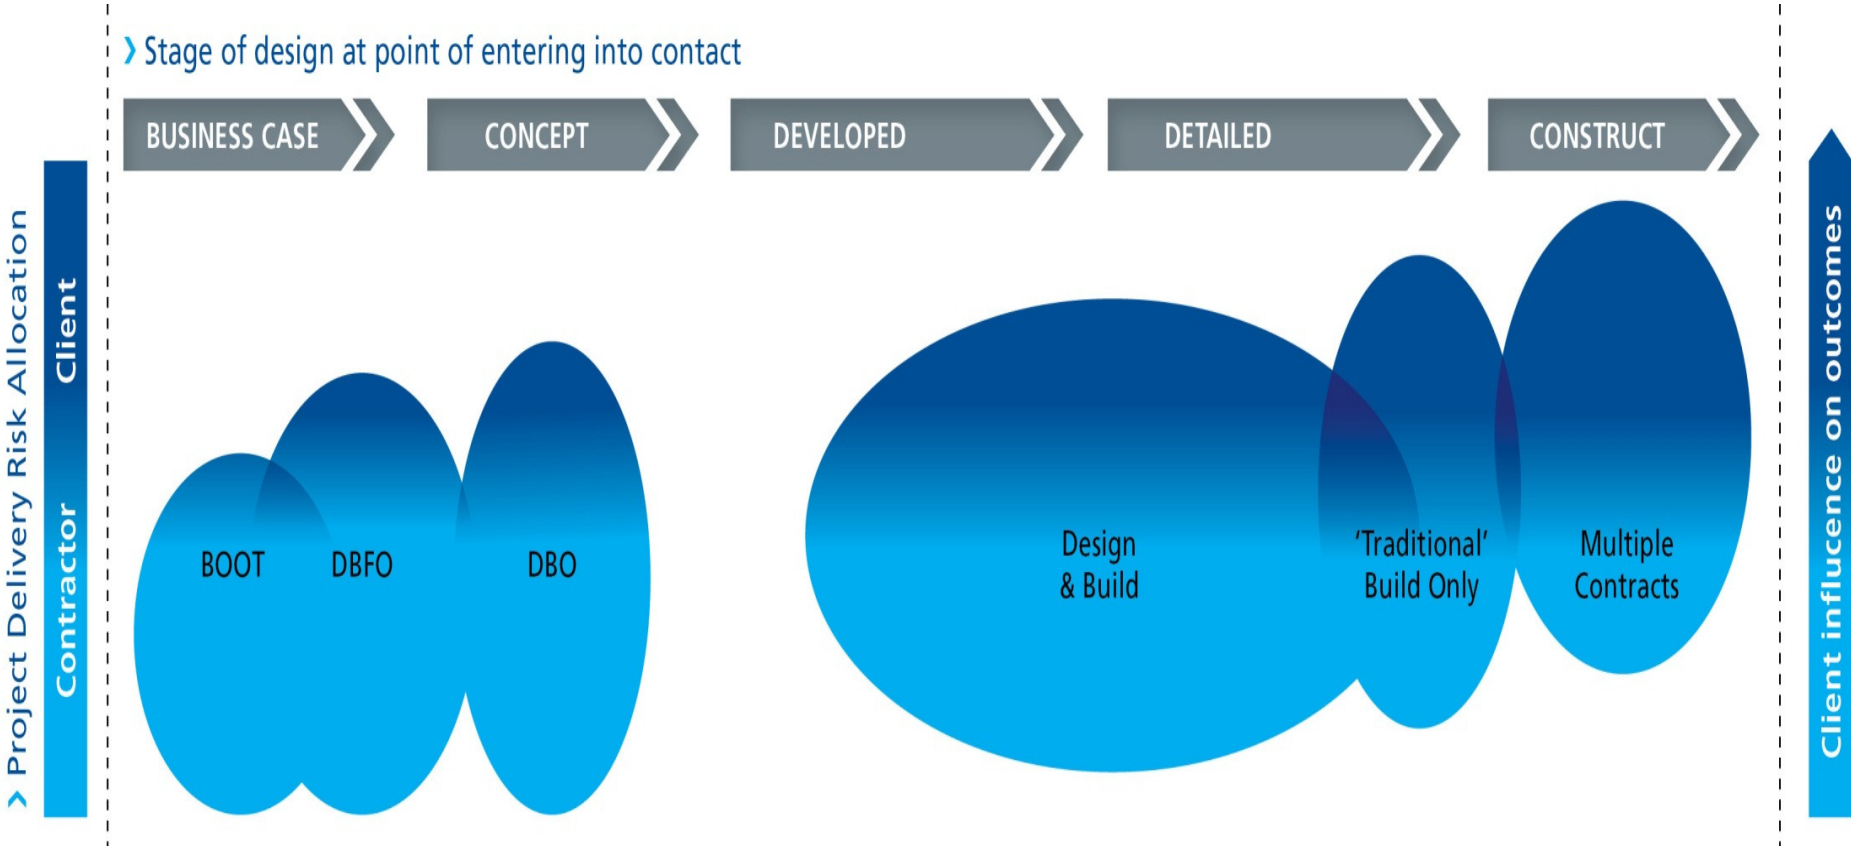 Stage of design at point of entering into contact
BUSINESS CASE
CONCEPT
DEVELOPED
DETAILED
CONSTRUCT
Project Delivery Risk Allocation
Contractor
Client
BOOT
DBFO
DBO
Design
& Build
‘Traditional’
Build Only
Multiple
Contracts
Client influcence on outcomes